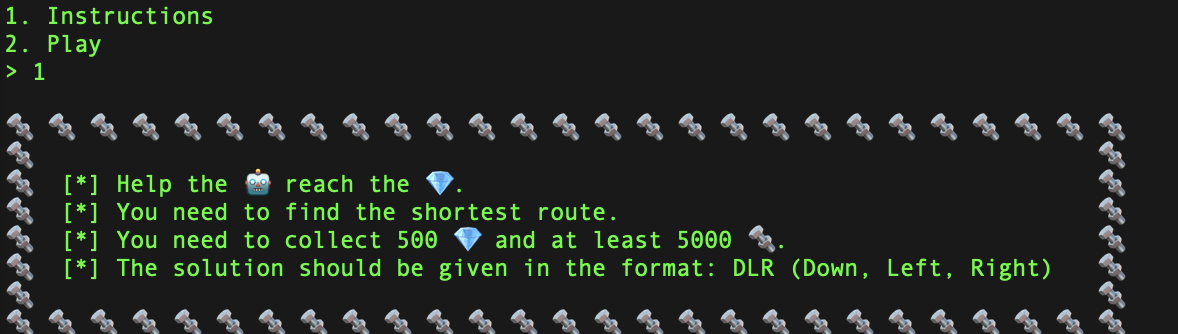 1. Instructions
2. Play
> 1
[*] Help the 🤖 reach the 💎.
[*] You need to find the shortest route.
[*] You need to collect 500 💎 and at least 5000 🔩.
[*] The solution should be given in the format: DLR (Down, Left, Right)